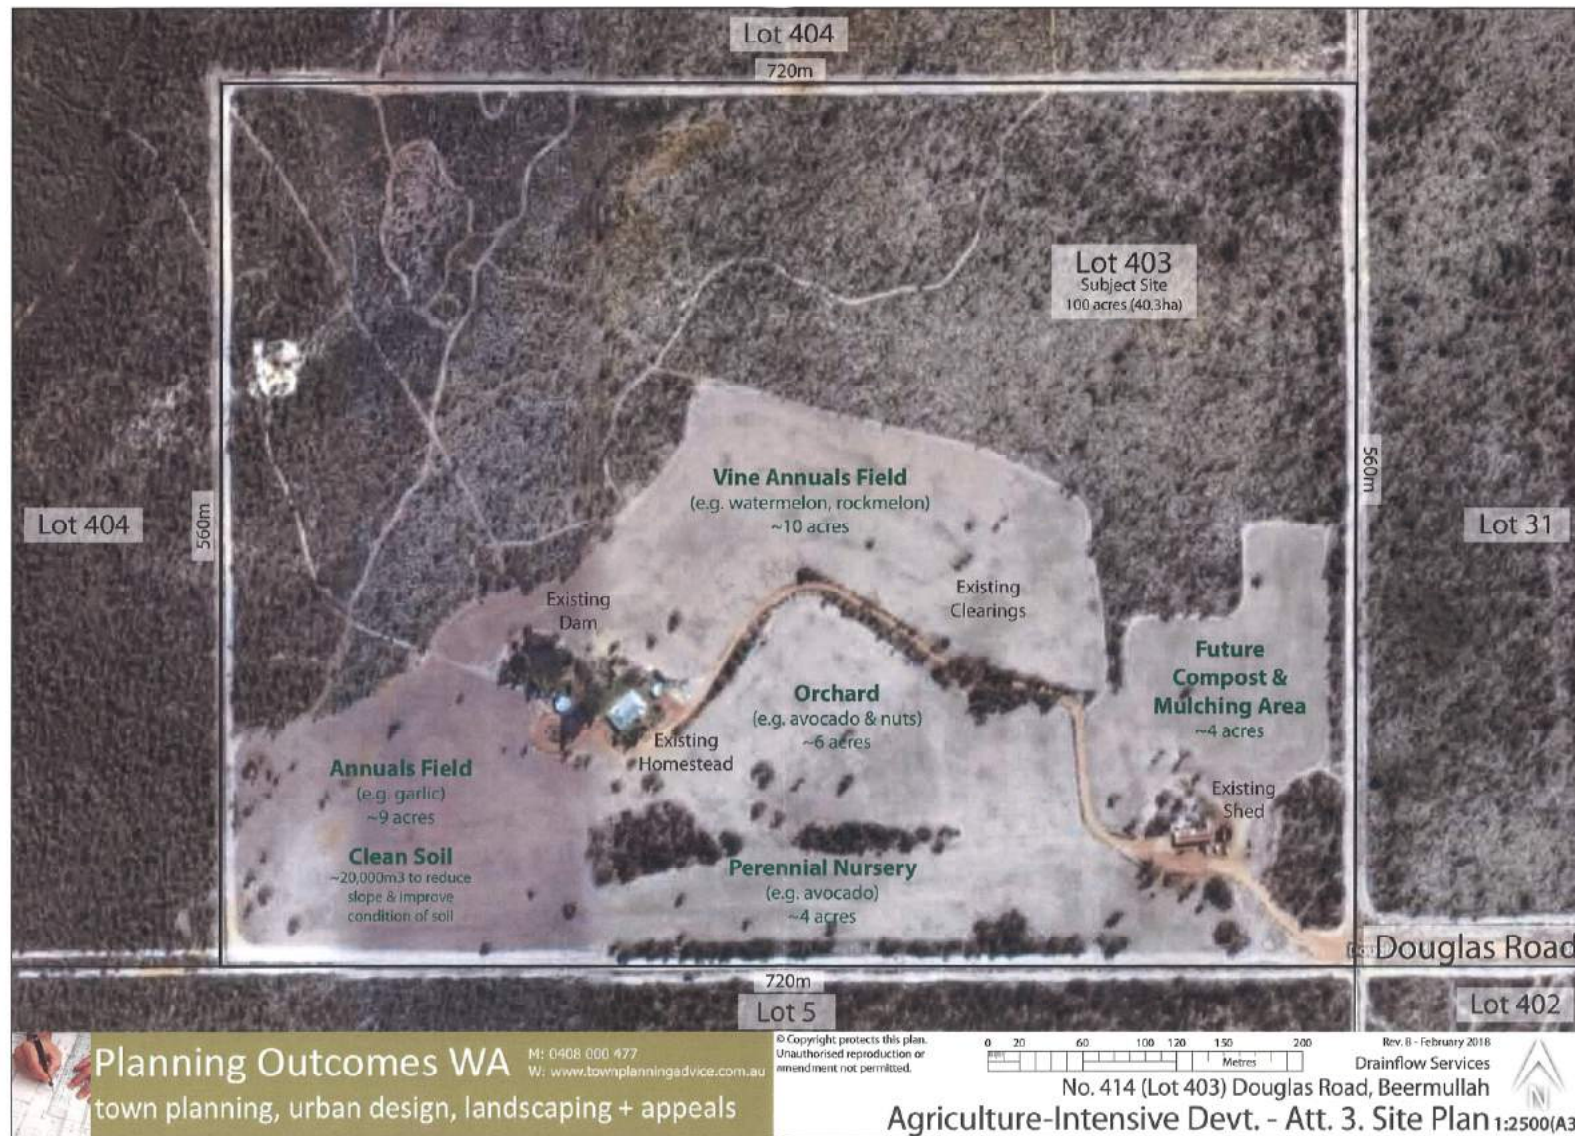 Lot 404
720m
Lot 403
Subject Site
100 acres (40.3ha)
Vine Annuals Field
(e.g. watermelon, rockmelon)
~10 acres
560m
560m
Lot 404
Lot 31
Existing
Dam
Existing
Clearings
Future
Compost &
Mulching Area
~4 acres
Orchard
(e.g. avocado & nuts)
~6 acres
Existing
Homestead
Annuals Field
(e.g. garlic)
~9 acres
Existing
Shed
Clean Soil
~20,000m3 to reduce
slope & improve
condition of soil
Perennial Nursery
(e.g. avocado)
~4 acres
Douglas Road
720m
Lot 5
Lot 402
Planning Outcomes WA
M: 0408 000 477
W: www.townplanningadvice.com.au
town planning, urban design, landscaping + appeals
© Copyright protects this plan.
Unauthorised reproduction or
amendment not permitted.
0 20 60 100 120 150 200
Metres
Rev. B - February 2018
Drainflow Services
No. 414 (Lot 403) Douglas Road, Beermullah
Agriculture-Intensive Devt. - Att. 3. Site Plan 1:2500(A3
N